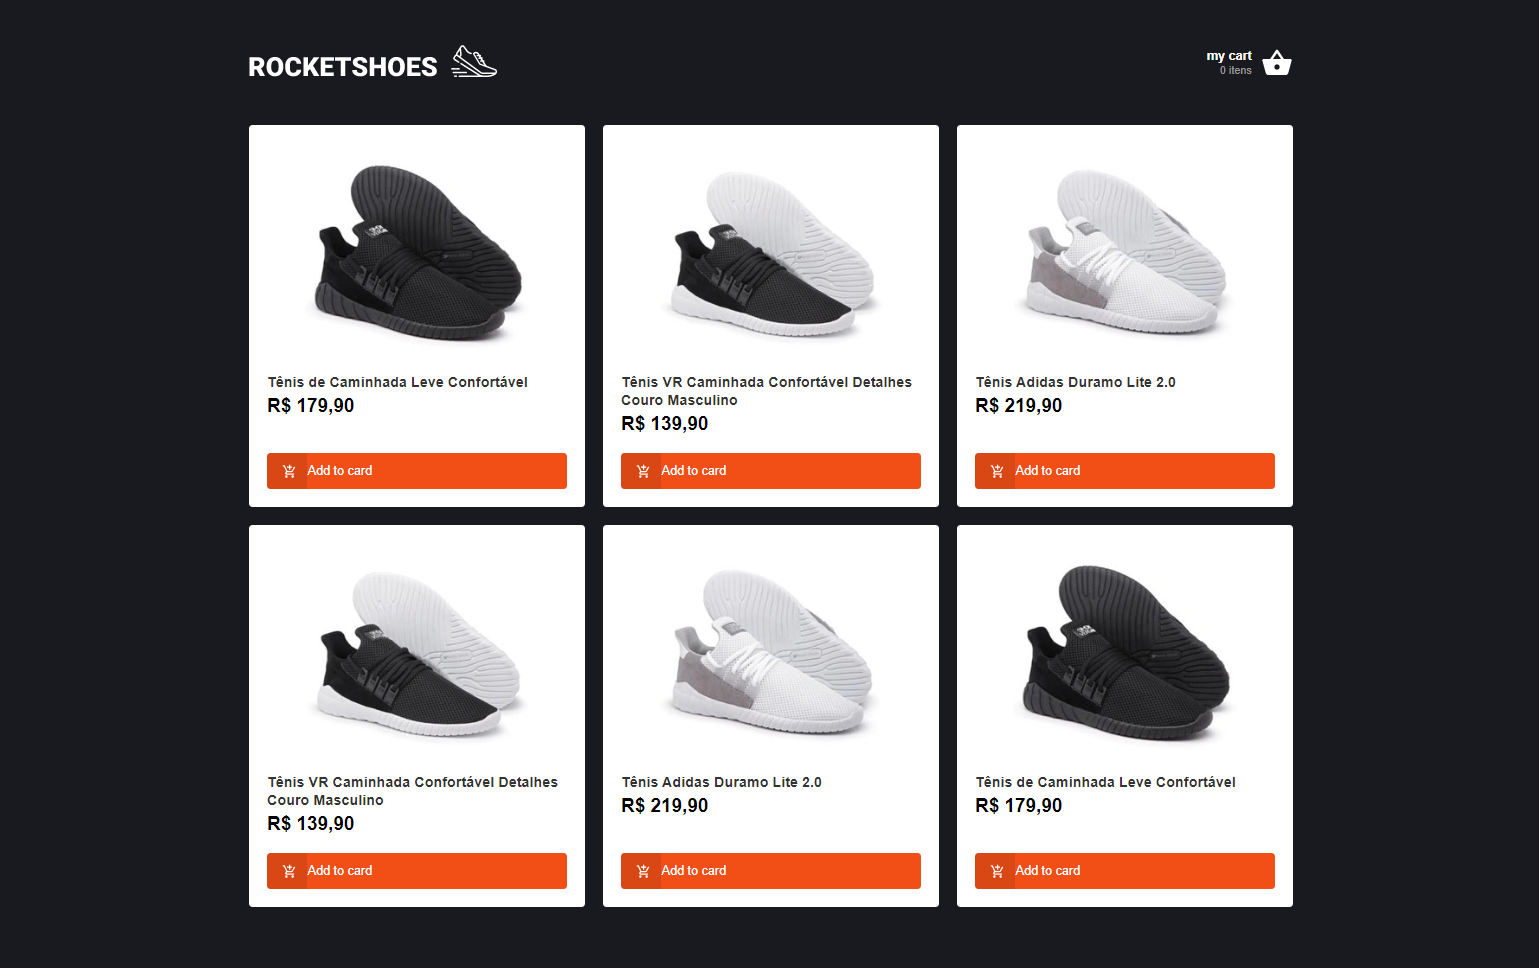 ROCKETSHOES
my cart
0 itens
Tênis de Caminhada Leve Confortável
R$ 179,90
Add to card
Tênis VR Caminhada Confortável Detalhes
Couro Masculino
R$ 139,90
Add to card
Tênis Adidas Duramo Lite 2.0
R$ 219,90
Add to card
Tênis VR Caminhada Confortável Detalhes
Couro Masculino
R$ 139,90
Add to card
Tênis Adidas Duramo Lite 2.0
R$ 219,90
Add to card
Tênis de Caminhada Leve Confortável
R$ 179,90
Add to card